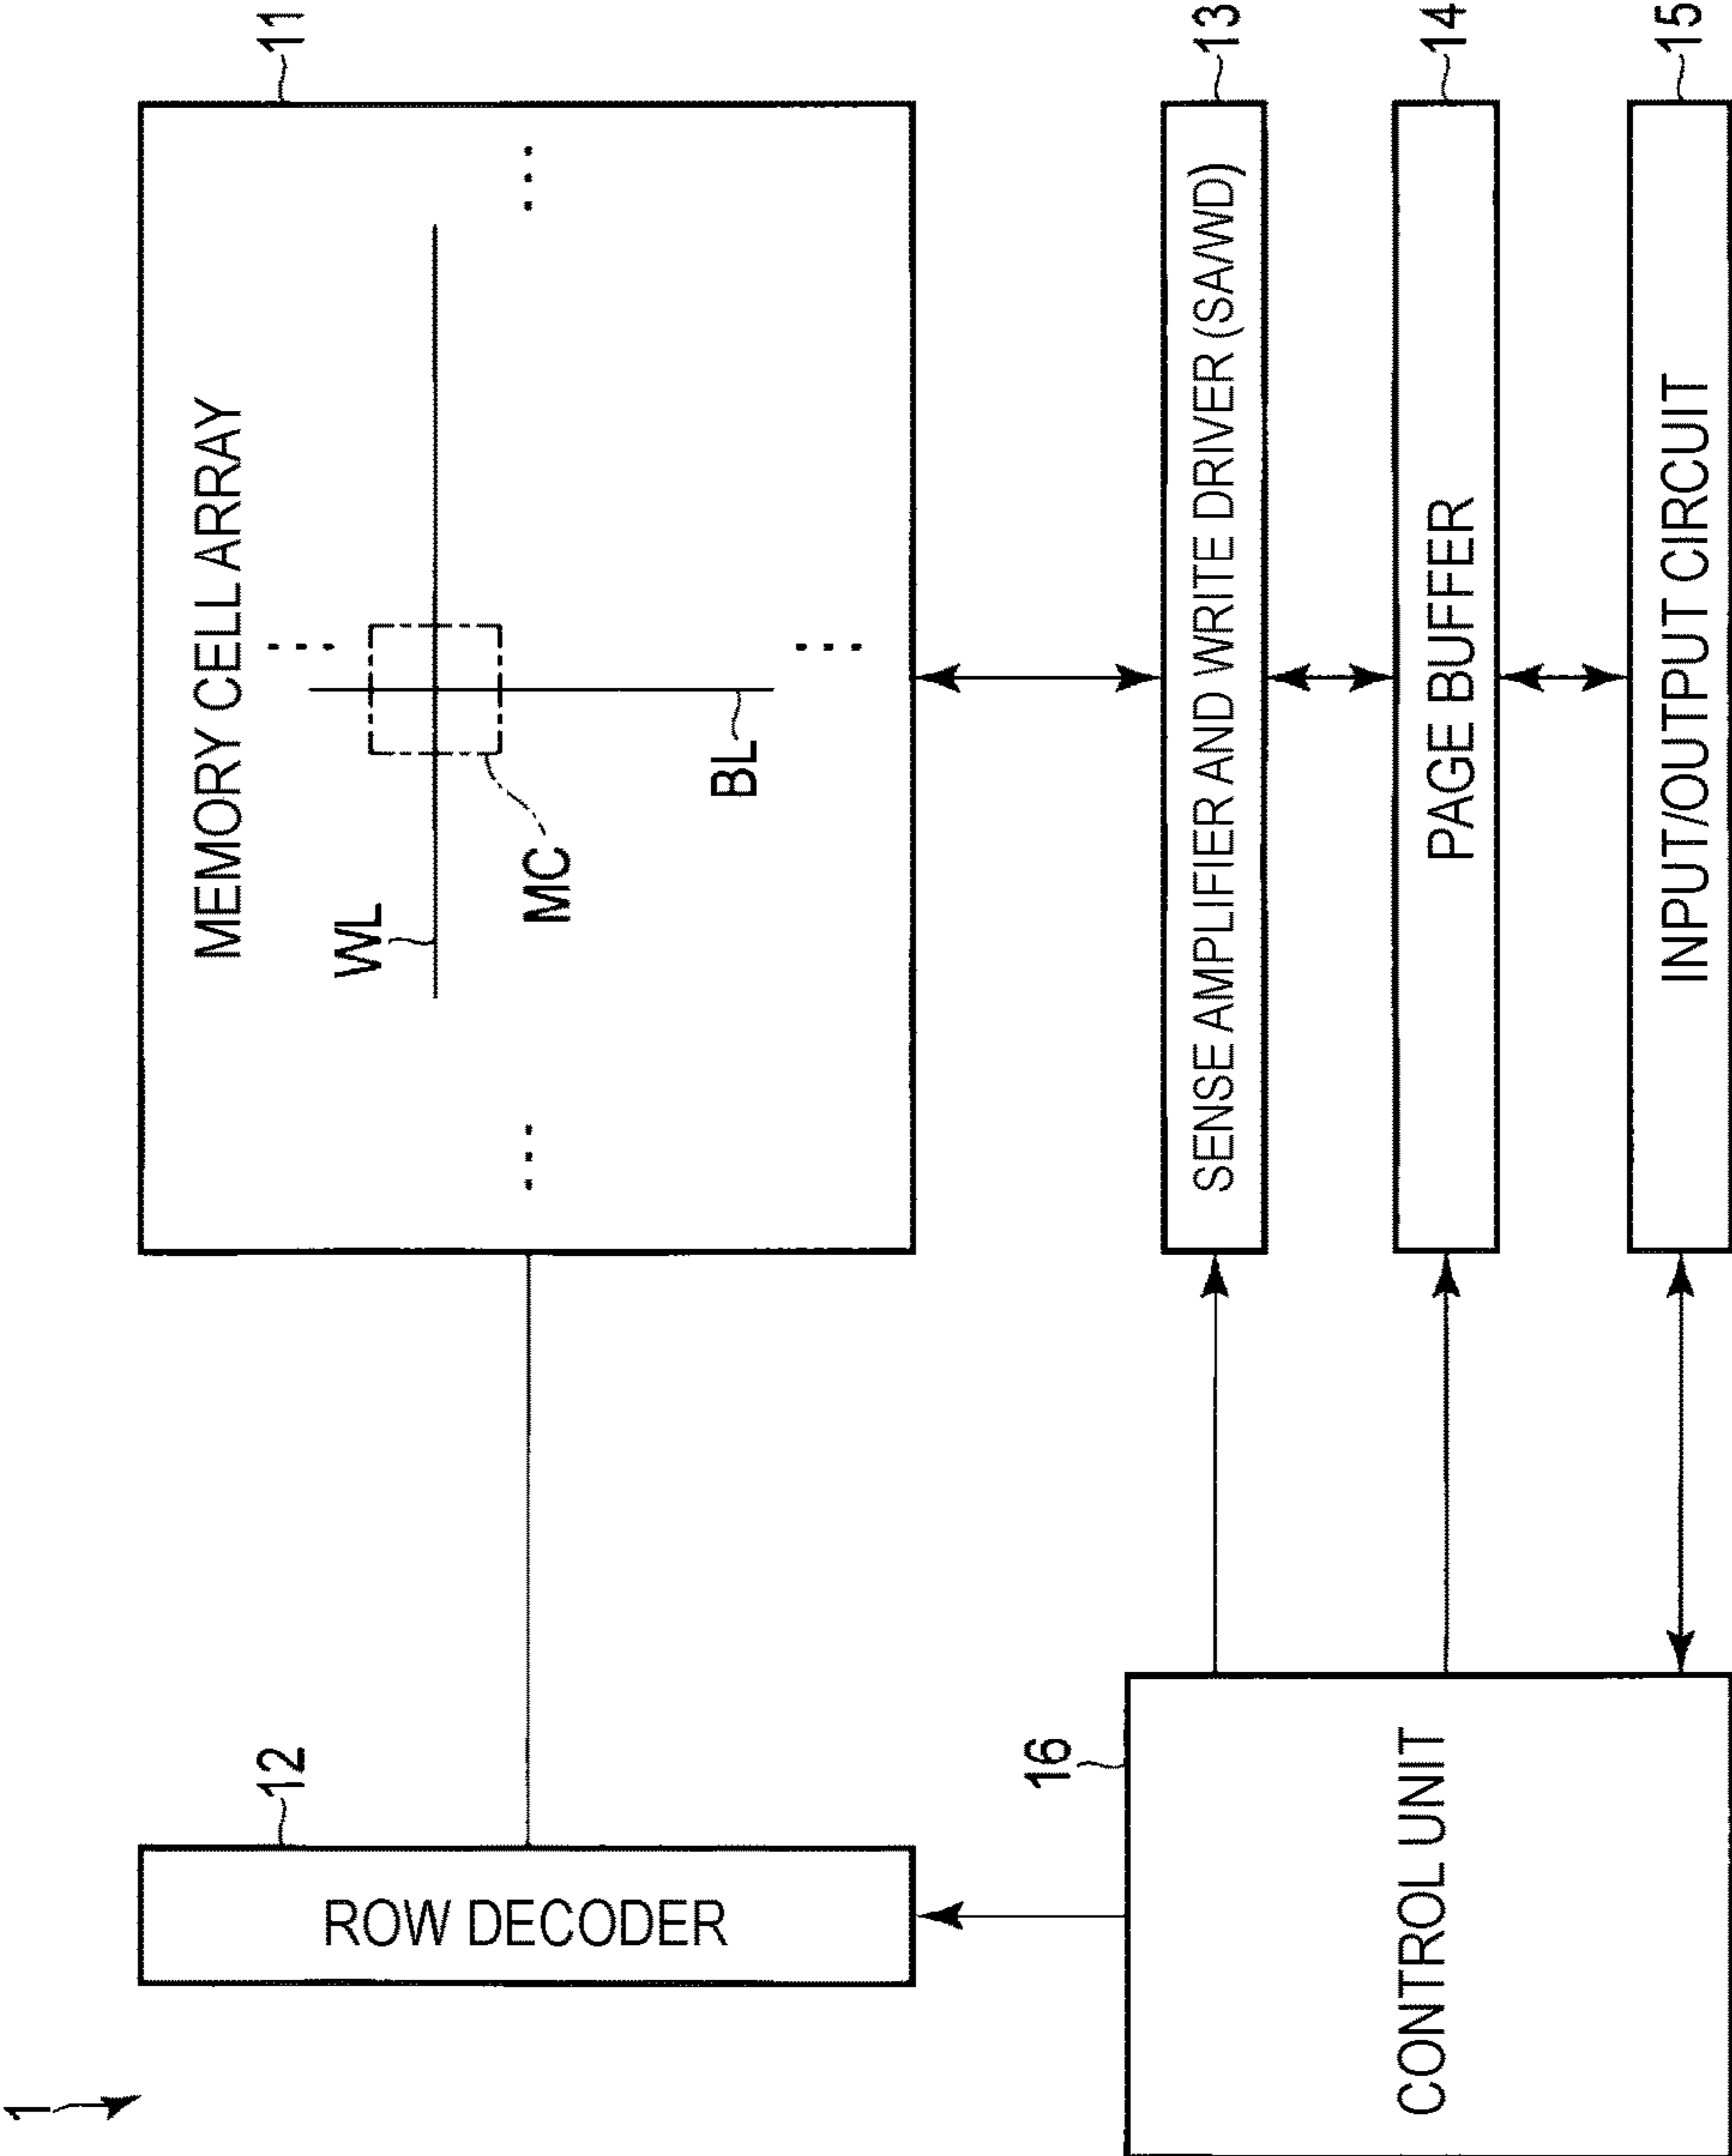 1
12
ROW DECODER
11
MEMORY CELL ARRAY
WL
MC
BL
16
CONTROL UNIT
13
SENSE AMPLIFIER AND WRITE DRIVER (SA/WD)
14
PAGE BUFFER
15
INPUT/OUTPUT CIRCUIT